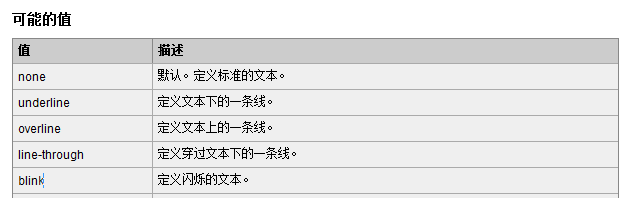 可能的值
值 描述
none 默认。定义标准的文本。
underline 定义文本下的一条线。
overline 定义文本上的一条线。
line-through 定义穿过文本下的一条线。
blink 定义闪烁的文本。